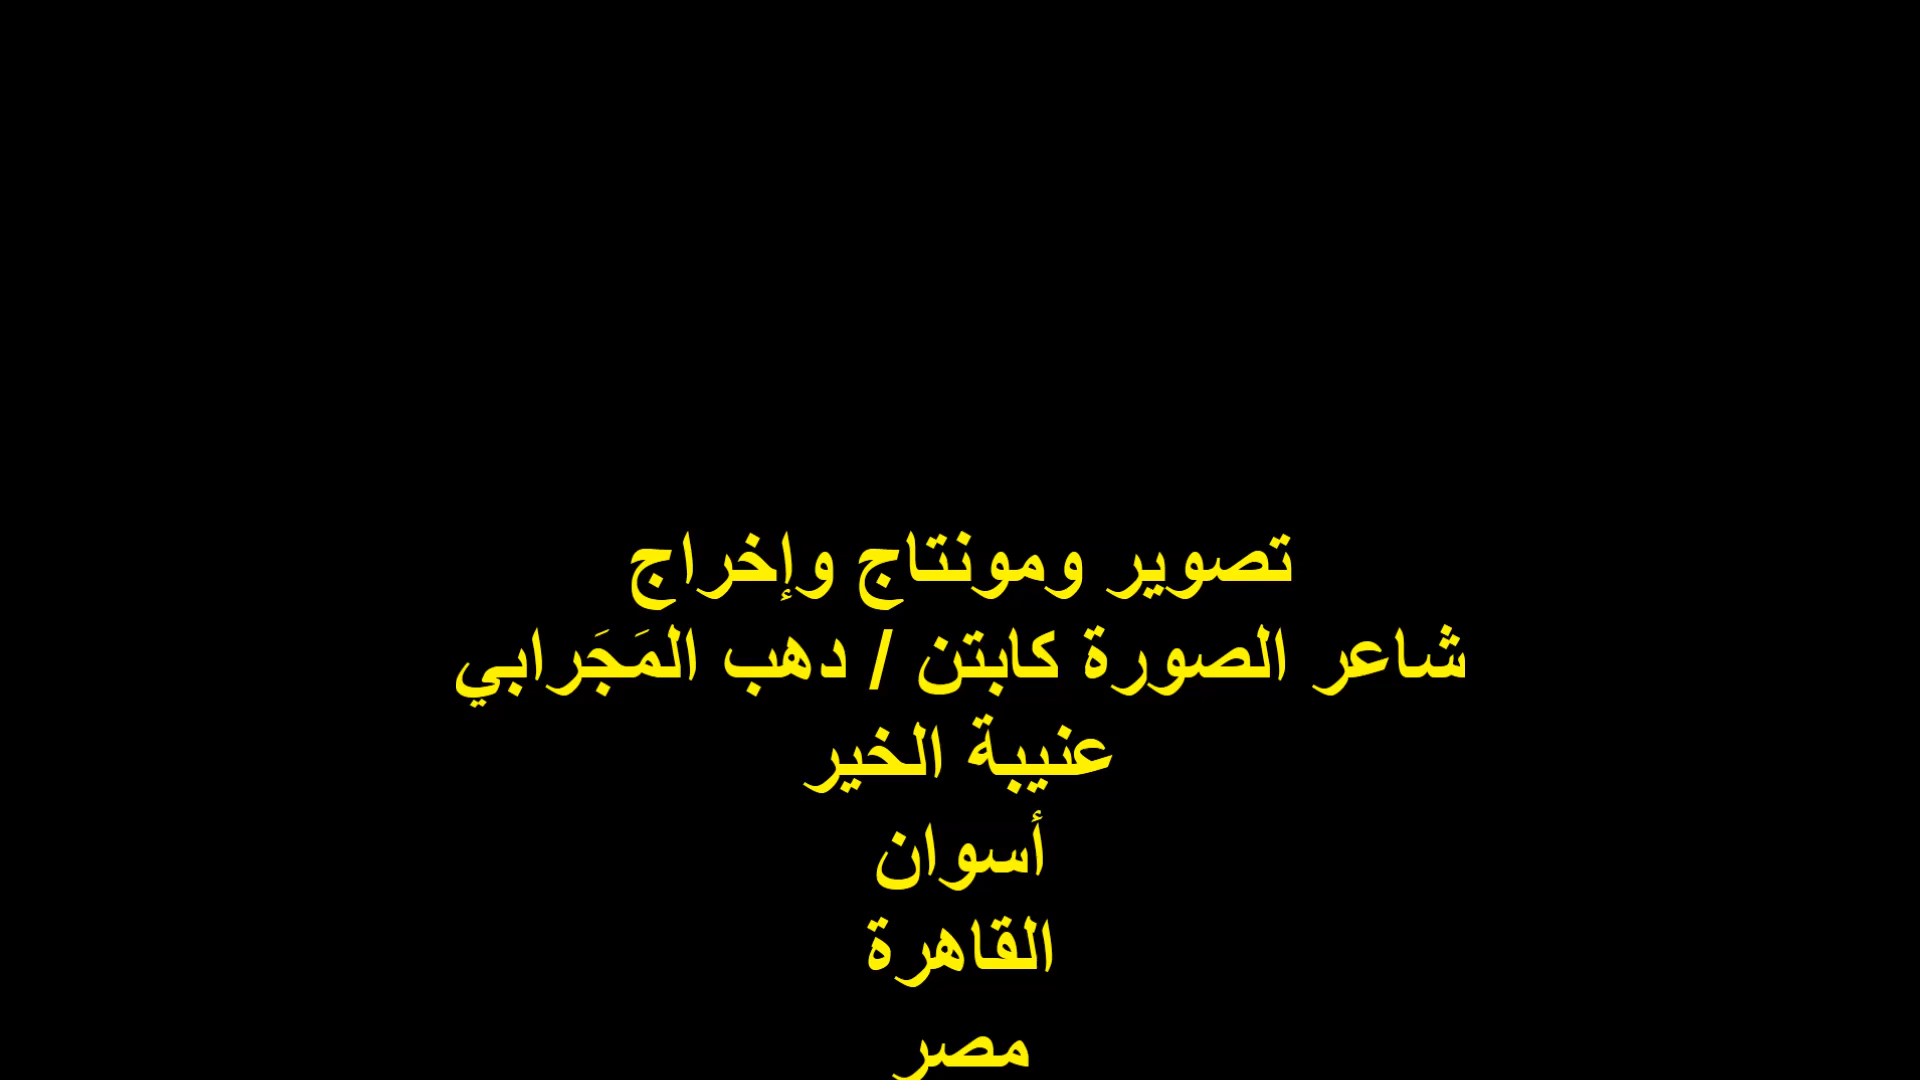 تصوير ومونتاج وإخراج
شاعر الصورة كابتن / دهب المَجَرابي
عنيبة الخير
أسوان
القاهرة
مصر